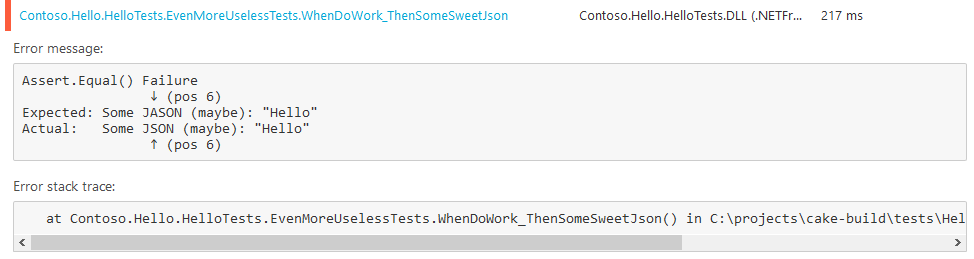 Contoso.Hello.HelloTests.EvenMoreUselessTests.WhenDoWork_ThenSomeSweetJson Contoso.Hello.HelloTests.DLL (.NETFr... 217 ms
Error message:
Assert.Equal() Failure
↓ (pos 6)
Expected: Some JASON (maybe): "Hello"
Actual:   Some JSON (maybe): "Hello"
↑ (pos 6)
Error stack trace:
at Contoso.Hello.HelloTests.EvenMoreUselessTests.WhenDoWork_ThenSomeSweetJson() in C:\projects\cake-build\tests\Hel